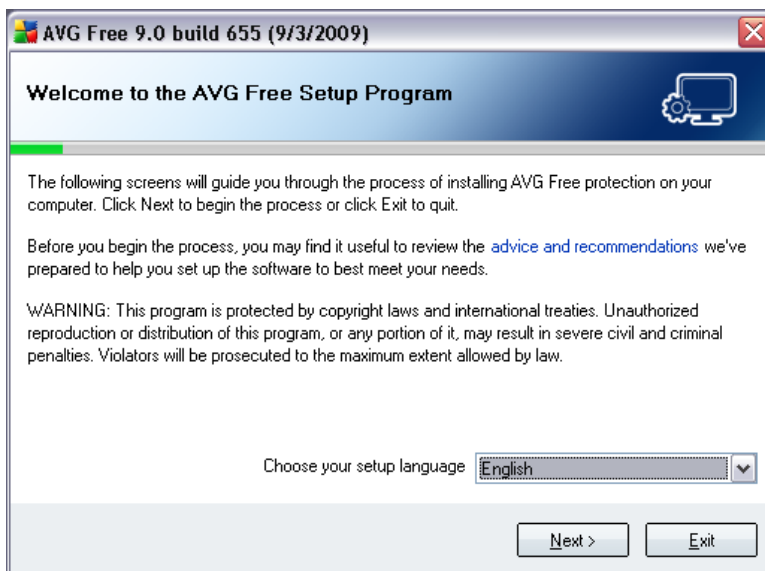 AVG Free 9.0 build 655 (9/3/2009)
Welcome to the AVG Free Setup Program
The following screens will guide you through the process of installing AVG Free protection on your
computer. Click Next to begin the process or click Exit to quit.
Before you begin the process, you may find it useful to review the advice and recommendations we've
prepared to help you set up the software to best meet your needs.
WARNING: This program is protected by copyright laws and international treaties. Unauthorized
reproduction or distribution of this program, or any portion of it, may result in severe civil and criminal
penalties. Violators will be prosecuted to the maximum extent allowed by law.
Choose your setup language English
Next > Exit